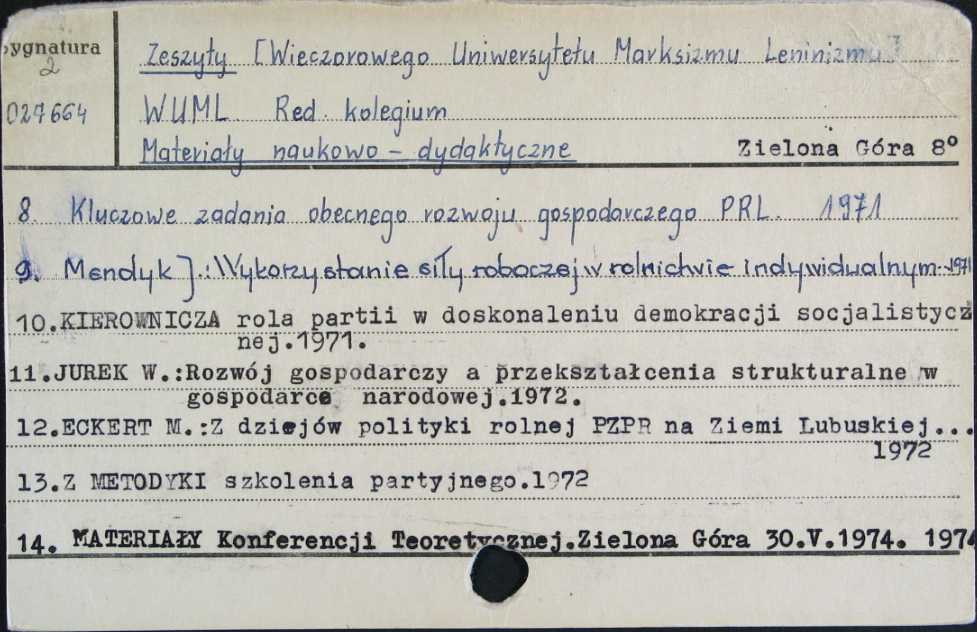 Sygnatura
2
027664
Zeszyty [Wieczorowego Uniwersytetu Marksizmu Leninizmu]
WUML Red. kolegium
Materiały naukowo - dydaktyczne
Zielona Góra 8°
8. Kluczowe zadania obecnego rozwoju gospodarczego PRL. 1971
9. Mendyk J.: Wykorzystanie siły roboczej w rolnictwie indywidualnym. 1971
10.KIEROWNICZA rola partii w doskonaleniu demokracji socjalistycz
nej.1971.
11.JUREK W.:Rozwój gospodarczy a przekształcenia strukturalne w
gospodarce narodowej.1972.
12.ECKERT M.:Z dziejów polityki rolnej PZPR na Ziemi Lubuskiej...
1972
13.Z METODYKI szkolenia partyjnego.1972
14. MATERIAŁY Konferencji Teoretycznej.Zielona Góra 30.V.1974. 1974